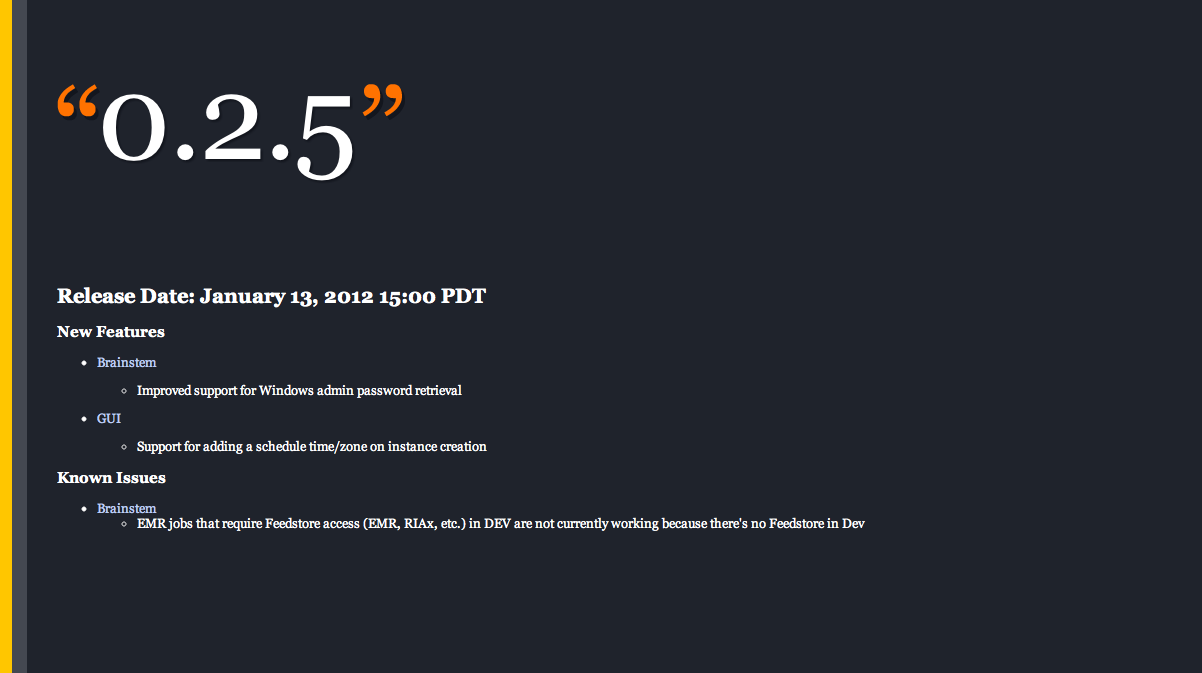 “0.2.5”
Release Date: January 13, 2012 15:00 PDT
New Features
Brainstem
Improved support for Windows admin password retrieval
GUI
Support for adding a schedule time/zone on instance creation
Known Issues
Brainstem
EMR jobs that require Feedstore access (EMR, RIAx, etc.) in DEV are not currently working because there's no Feedstore in Dev